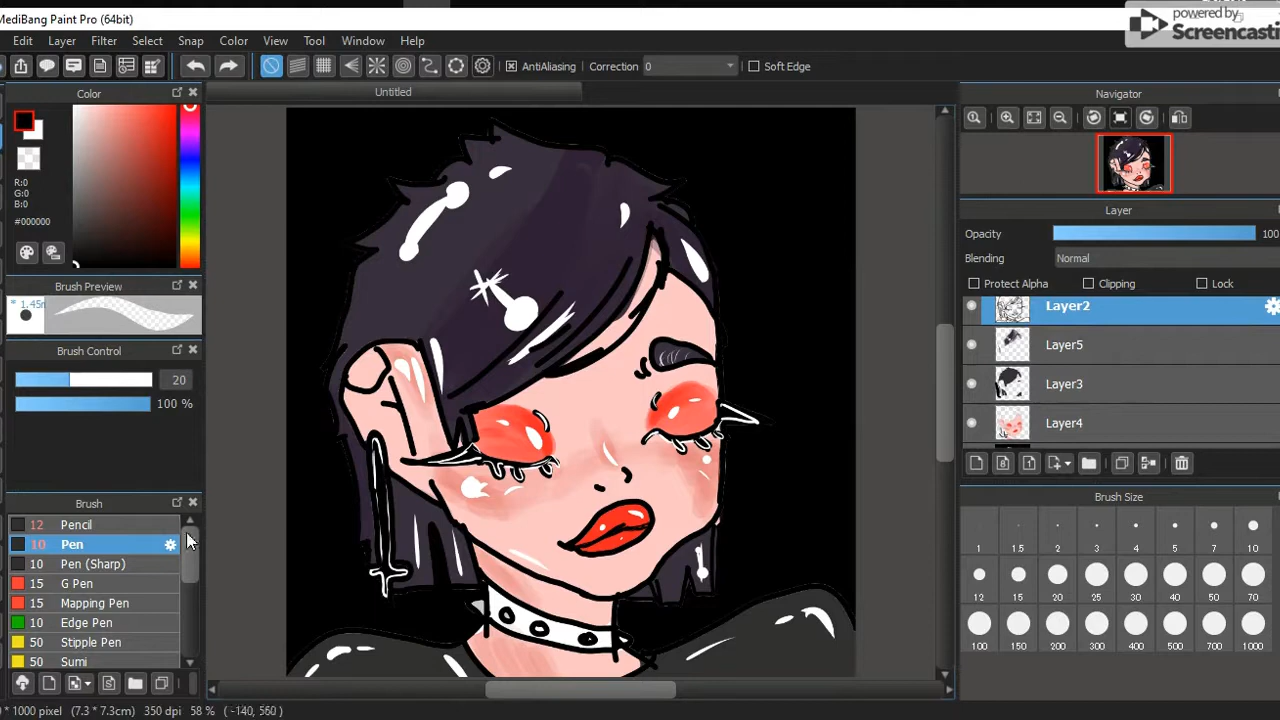 MediBang Paint Pro (64bit)
powered by
Screencasti
Edit Layer Filter Select Snap Color View Tool Window Help
AntiAliasing Correction 0 Soft Edge
Color
Untitled
Navigator
R:0
G:0
B:0
#000000
Layer
Opacity 100
Blending Normal
Protect Alpha Clipping Lock
Brush Preview
* 1.45m
Layer2
Layer5
Layer3
Layer4
Brush Control
20
100 %
Brush
12 Pencil
10 Pen
10 Pen (Sharp)
15 G Pen
15 Mapping Pen
10 Edge Pen
50 Stipple Pen
50 Sumi
Brush Size
1 1.5 2 3 4 5 7 10
12 15 20 25 30 40 50 70
100 150 200 300 400 500 700 1000
* 1000 pixel (7.3 * 7.3cm) 350 dpi 58 % ( -140, 560 )